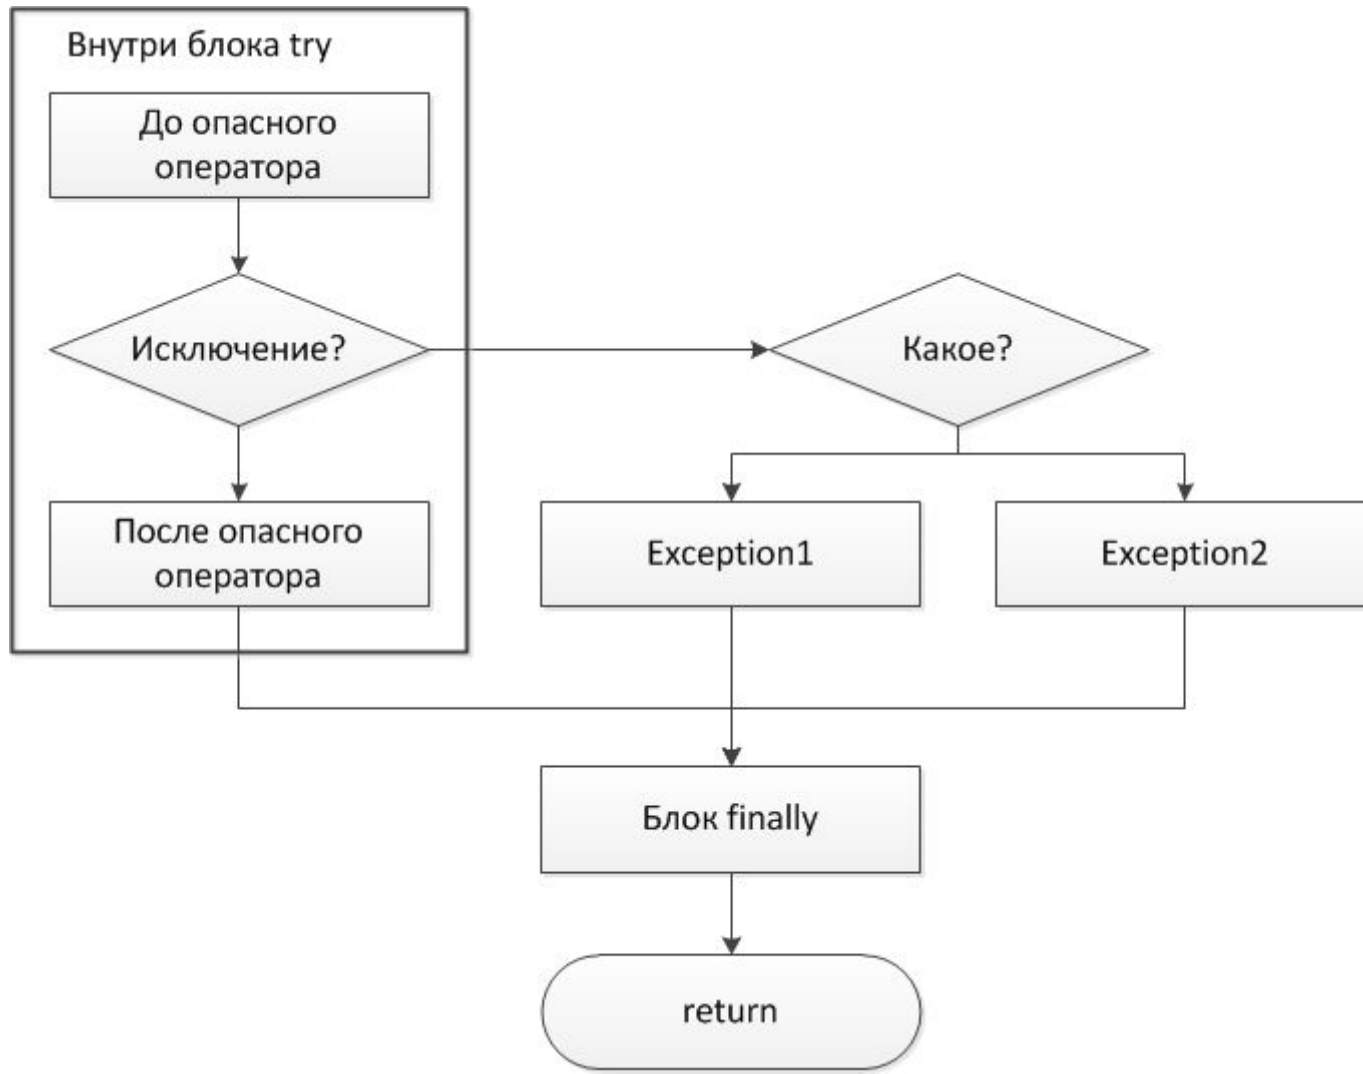 Внутри блока try
До опасного
оператора
Исключение?
Какое?
После опасного
оператора
Exception1
Exception2
Блок finally
return